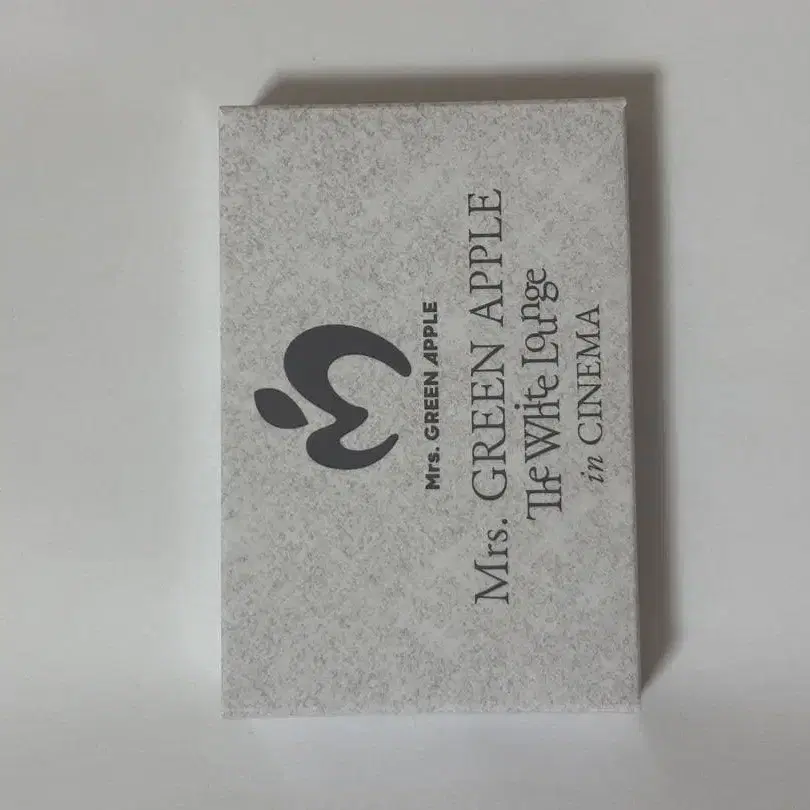 Mrs. GREEN APPLE
Mrs. GREEN APPLE
The White Lounge
in CINEMA